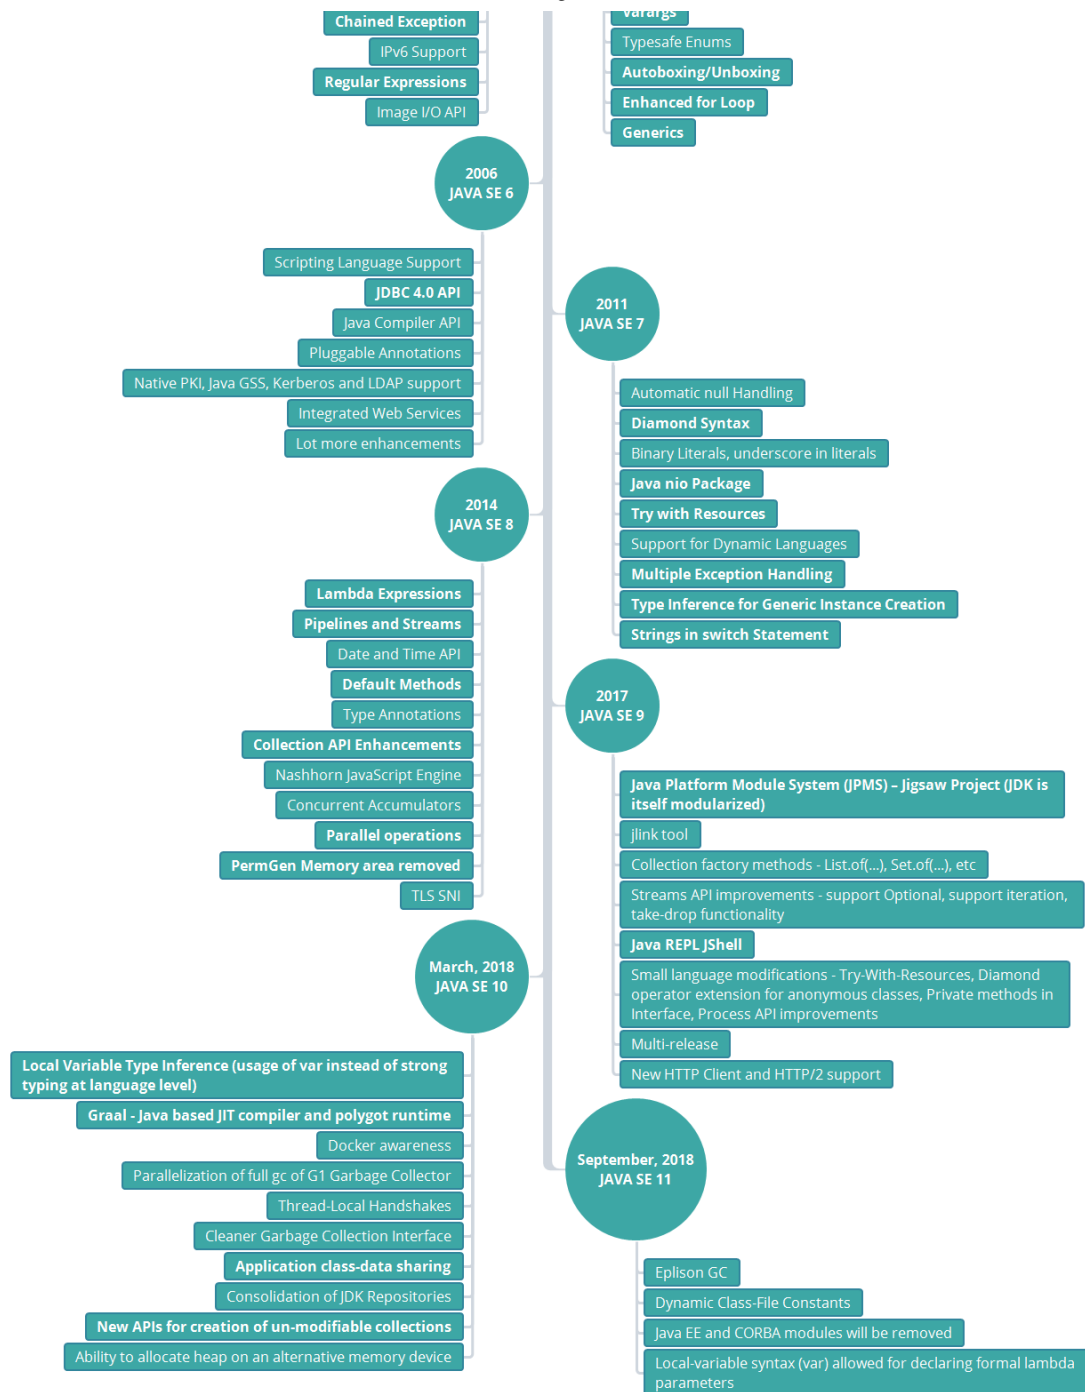 Chained Exception
IPv6 Support
Regular Expressions
Image I/O API
Varargs
Typesafe Enums
Autoboxing/Unboxing
Enhanced for Loop
Generics
2006
JAVA SE 6
Scripting Language Support
JDBC 4.0 API
Java Compiler API
Pluggable Annotations
Native PKI, Java GSS, Kerberos and LDAP support
Integrated Web Services
Lot more enhancements
2011
JAVA SE 7
Automatic null Handling
Diamond Syntax
Binary Literals, underscore in literals
Java nio Package
Try with Resources
Support for Dynamic Languages
Multiple Exception Handling
Type Inference for Generic Instance Creation
Strings in switch Statement
2014
JAVA SE 8
Lambda Expressions
Pipelines and Streams
Date and Time API
Default Methods
Type Annotations
Collection API Enhancements
Nashhorn JavaScript Engine
Concurrent Accumulators
Parallel operations
PermGen Memory area removed
TLS SNI
2017
JAVA SE 9
Java Platform Module System (JPMS) – Jigsaw Project (JDK is
itself modularized)
jlink tool
Collection factory methods - List.of(...), Set.of(...), etc
Streams API improvements - support Optional, support iteration,
take-drop functionality
Java REPL JShell
Small language modifications - Try-With-Resources, Diamond
operator extension for anonymous classes, Private methods in
Interface, Process API improvements
Multi-release
New HTTP Client and HTTP/2 support
March, 2018
JAVA SE 10
Local Variable Type Inference (usage of var instead of strong
typing at language level)
Graal - Java based JIT compiler and polygot runtime
Docker awareness
Parallelization of full gc of G1 Garbage Collector
Thread-Local Handshakes
Cleaner Garbage Collection Interface
Application class-data sharing
Consolidation of JDK Repositories
New APIs for creation of un-modifiable collections
Ability to allocate heap on an alternative memory device
September, 2018
JAVA SE 11
Eplison GC
Dynamic Class-File Constants
Java EE and CORBA modules will be removed
Local-variable syntax (var) allowed for declaring formal lambda
parameters